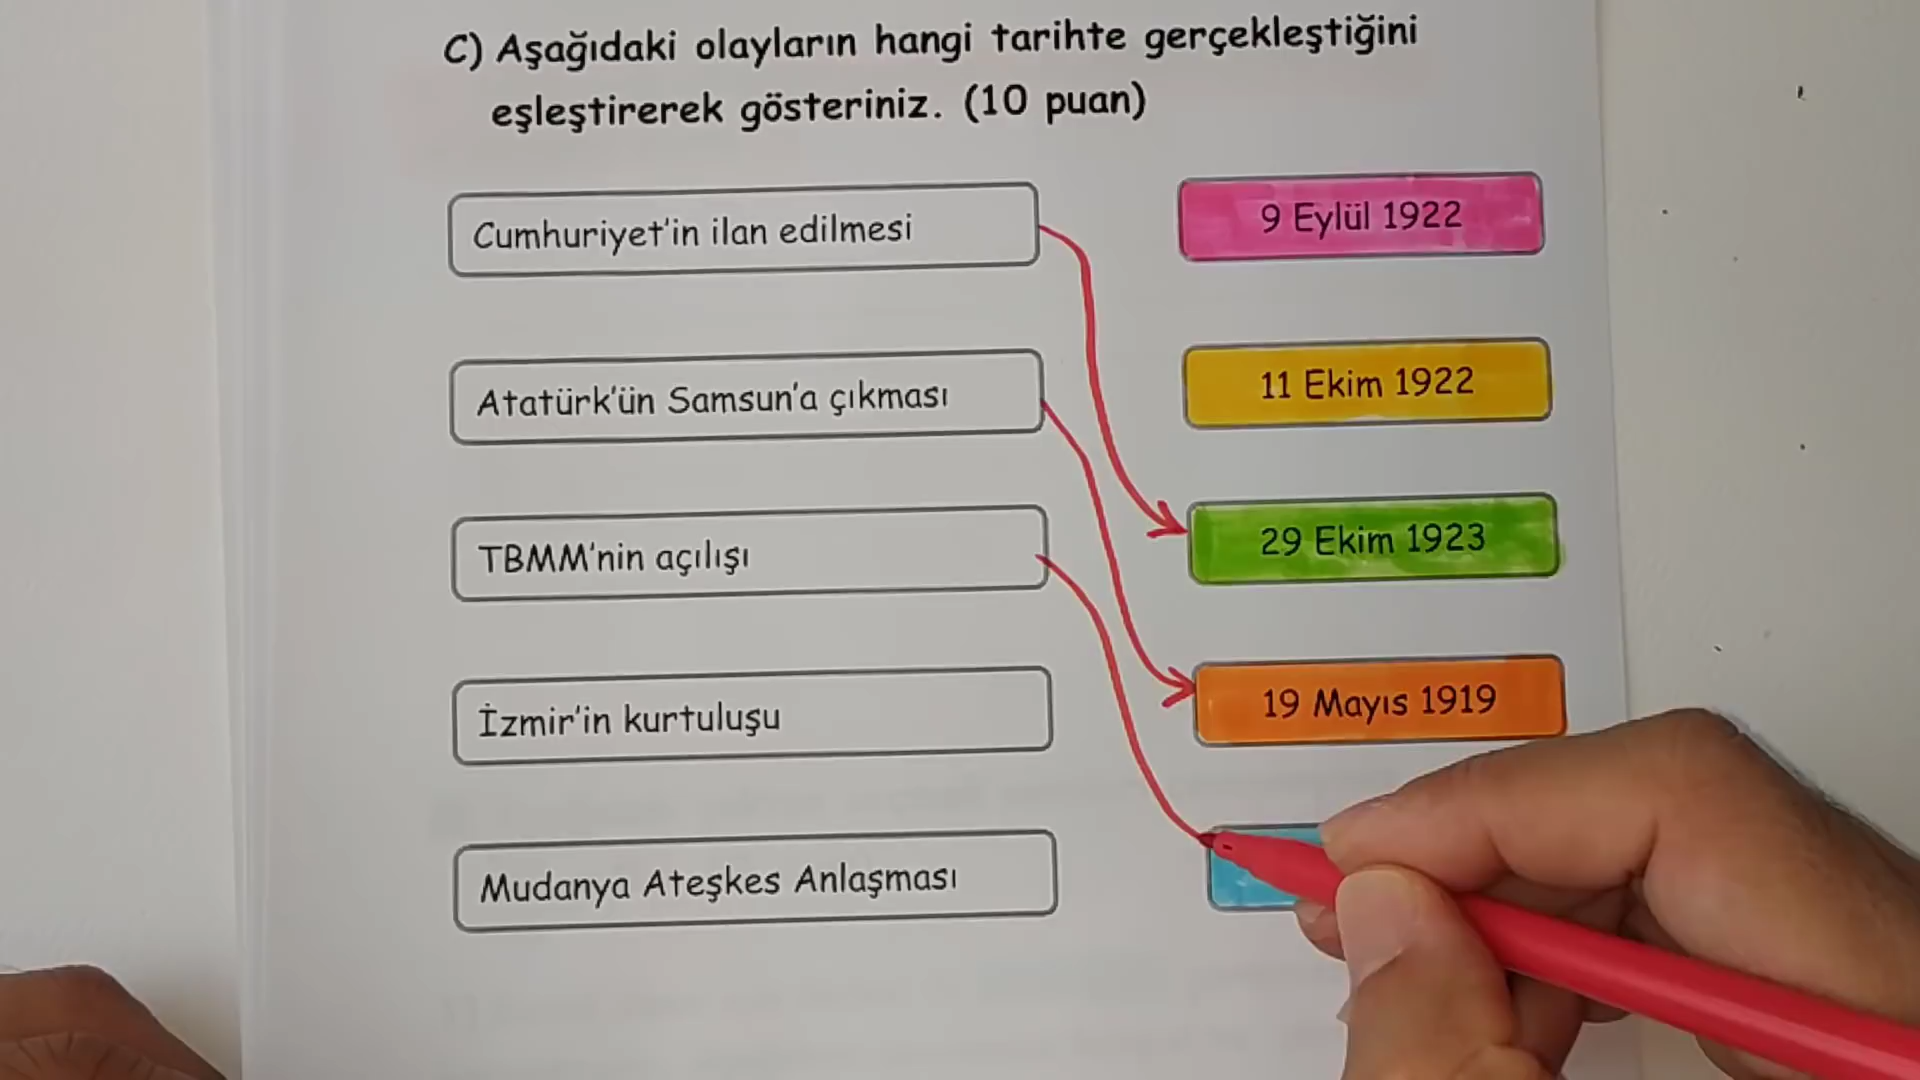 C) Aşağıdaki olayların hangi tarihte gerçekleştiğini
eşleştirerek gösteriniz. (10 puan)
Cumhuriyet'in ilan edilmesi
9 Eylül 1922
Atatürk'ün Samsun'a çıkması
11 Ekim 1922
TBMM'nin açılışı
29 Ekim 1923
İzmir'in kurtuluşu
19 Mayıs 1919
Mudanya Ateşkes Anlaşması